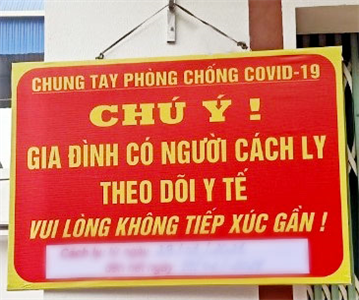 CHUNG TAY PHÒNG CHỐNG COVID-19
CHÚ Ý !
GIA ĐÌNH CÓ NGƯỜI CÁCH LY
THEO DÕI Y TẾ
VUI LÒNG KHÔNG TIẾP XÚC GẦN !